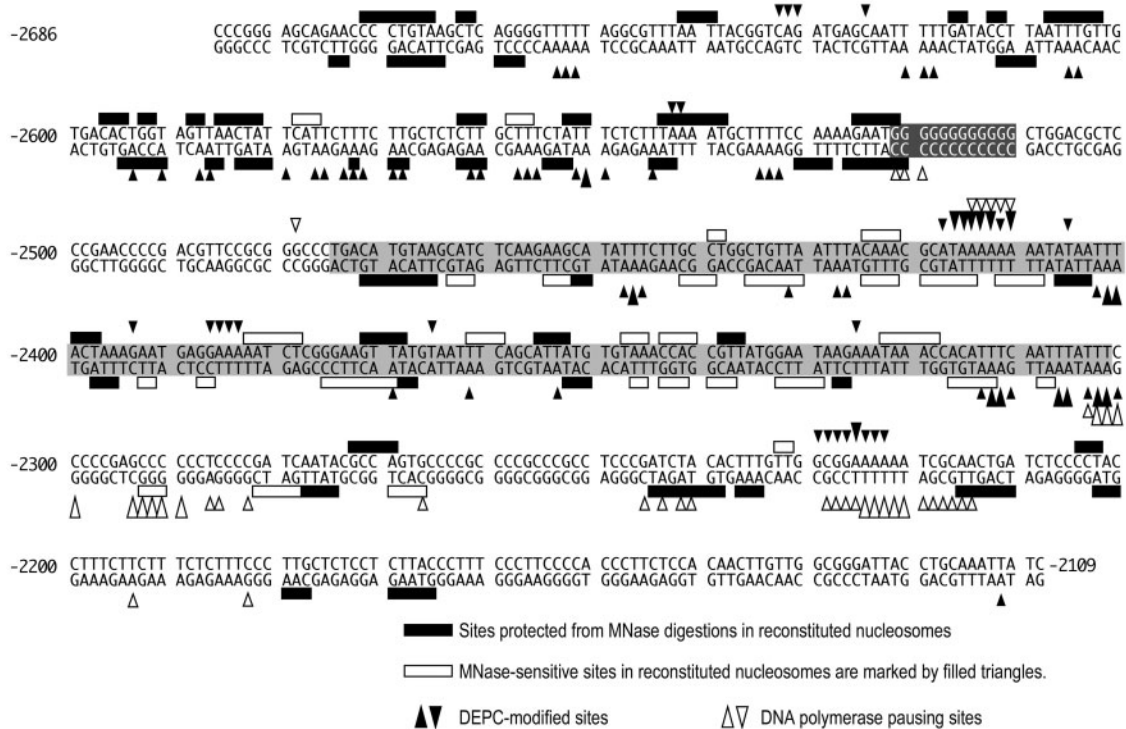 -2686 CCCGGG AGCAGAACCC CTGTAAGCTC AGGGGTTTTT AGGCGTTTAA TTACGGTCAG ATGAGCAATT TTTGATACCT TAATTTGTTG
GGGCCC TCGTCTTGGG GACATTCGAG TCCCCAAAAA TCCGCAAATT AATGCCAGTC TACTCGTTAA AAACTATGGA ATTAAACAAC
-2600 TGACACTGGT AGTTAACTAT TCATTCTTTC TTGCTCTCTT GCTTTCTATT TCTCTTTAAA ATGCTTTTCC AAAAGAATGG GGGGGGGGGG CTGGACGCTC
ACTGTGACCA TCAATTGATA AGTAAGAAAG AACGAGAGAA CGAAAGATAA AGAGAAATTT TACGAAAAGG TTTTCTTACC CCCCCCCCCC GACCTGCGAG
-2500 CCGAACCCCG ACGTTCCGCG GGCCCTGACA TGTAAGCATC TCAAGAAGCA TATTTCTTGC CTGGCTGTTA ATTTACAAAC GCATAAAAAA AAATATAATTT
GGCTTGGGGC TGCAAGGCGC CCGGGACTGT ACATTCGTAG AGTTCTTCGT ATAAAGAACG GACCGACAAT TAAATGTTTG CGTATTTTTT TTATATTAAA
-2400 ACTAAAGAAT GAGGAAAAAT CTCGGGAAGT TATGTAATTT CAGCATTATG TGTAAACCAC CGTTATGGAA TAAGAAATAA ACCACATTTC AATTTATTTC
TGATTTCTTA CTCCTTTTTA GAGCCCTTCA ATACATTAAA GTCGTAATAC ACATTTGGTG GCAATACCTT ATTCTTTATT TGGTGTAAAG TTAAATAAAG
-2300 CCCCGAGCCC CCCTCCCCGA TCAATACGCC AGTGCCCCGC CCCGCCCGCC TCCCGATCTA CACTTTGTTG GCGGAAAAAA TCGCAACTGA TCTCCCCTAC
GGGGCTCGGG GGGAGGGGCT AGTTATGCGG TCACGGGGCG GGGCGGGCGG AGGGCTAGAT GTGAAACAAC CGCCTTTTTT AGCGTTGACT AGAGGGGATG
-2200 CTTTCTTCTT TCTCTTTCCC TTGCTCTCCT CTTACCCTTT CCCTTCCCCA CCCTTCTCCA CAACTTGTTG GCGGGATTAC CTGCAAATTA TC -2109
GAAAGAAGAA AGAGAAAGGG AACGAGAGGA GAATGGGAAA GGGAAGGGGT GGGAAGAGGT GTTGAACAAC CGCCCTAATG GACGTTTAAT AG
Sites protected from MNase digestions in reconstituted nucleosomes
MNase-sensitive sites in reconstituted nucleosomes are marked by filled triangles.
DEPC-modified sites DNA polymerase pausing sites